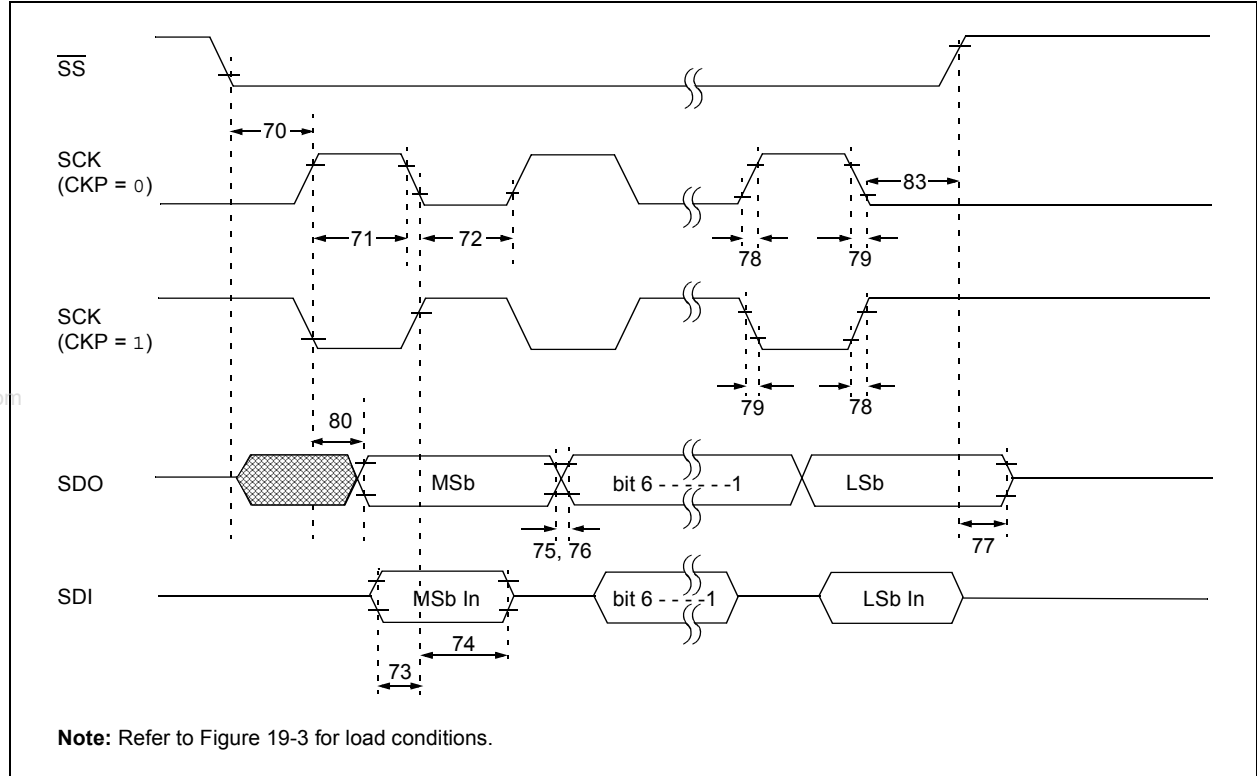 SS
70
SCK
(CKP = 0)
83
71
72
78
79
SCK
(CKP = 1)
79
78
om
80
SDO
MSb
bit 6 - - - - - - -1
LSb
75, 76
77
SDI
MSb In
bit 6 - - - - -1
LSb In
74
73
Note: Refer to Figure 19-3 for load conditions.